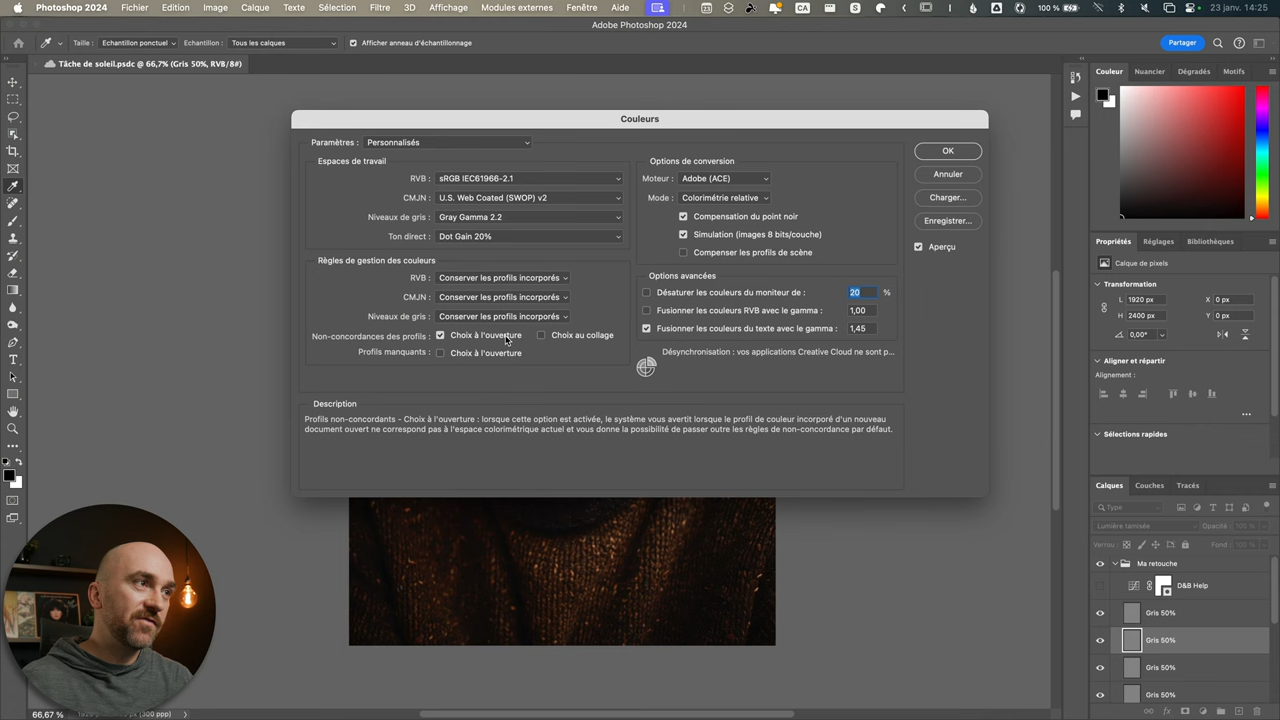 Photoshop 2024 Fichier Edition Image Calque Texte Sélection Filtre 3D Affichage Modules externes Fenêtre Aide 100 % 23 janv. 14:25
Adobe Photoshop 2024
Taille : Echantillon ponctuel Echantillon : Tous les calques Afficher anneau d'échantillonnage Partager
Tâche de soleil.psdc @ 66,7% (Gris 50%, RVB/8#)
Couleur Nuancier Dégradés Motifs
Couleurs
Paramètres : Personnalisés
Espaces de travail
RVB : sRGB IEC61966-2.1
CMJN : U.S. Web Coated (SWOP) v2
Niveaux de gris : Gray Gamma 2.2
Ton direct : Dot Gain 20%
Règles de gestion des couleurs
RVB : Conserver les profils incorporés
CMJN : Conserver les profils incorporés
Niveaux de gris : Conserver les profils incorporés
Non-concordances des profils : Choix à l'ouverture Choix au collage
Profils manquants : Choix à l'ouverture
Options de conversion
Moteur : Adobe (ACE)
Mode : Colorimétrie relative
Compensation du point noir
Simulation (images 8 bits/couche)
Compenser les profils de scène
Options avancées
Désaturer les couleurs du moniteur de : 20 %
Fusionner les couleurs RVB avec le gamma : 1,00
Fusionner les couleurs du texte avec le gamma : 1,45
Désynchronisation : vos applications Creative Cloud ne sont p...
OK
Annuler
Charger...
Enregistrer...
Aperçu
Description
Profils non-concordants - Choix à l'ouverture : lorsque cette option est activée, le système vous avertit lorsque le profil de couleur incorporé d'un nouveau
document ouvert ne correspond pas à l'espace colorimétrique actuel et vous donne la possibilité de passer outre les règles de non-concordance par défaut.
Propriétés Réglages Bibliothèques
Calque de pixels
Transformation
L 1920 px X 0 px
H 2400 px Y 0 px
0,00°
Aligner et répartir
Alignement :
Sélections rapides
Calques Couches Tracés
Type
Lumière tamisée Opacité : 100 %
Verrou : Fond : 100 %
Ma retouche
D&B Help
Gris 50%
Gris 50%
Gris 50%
Gris 50%
66,67 %